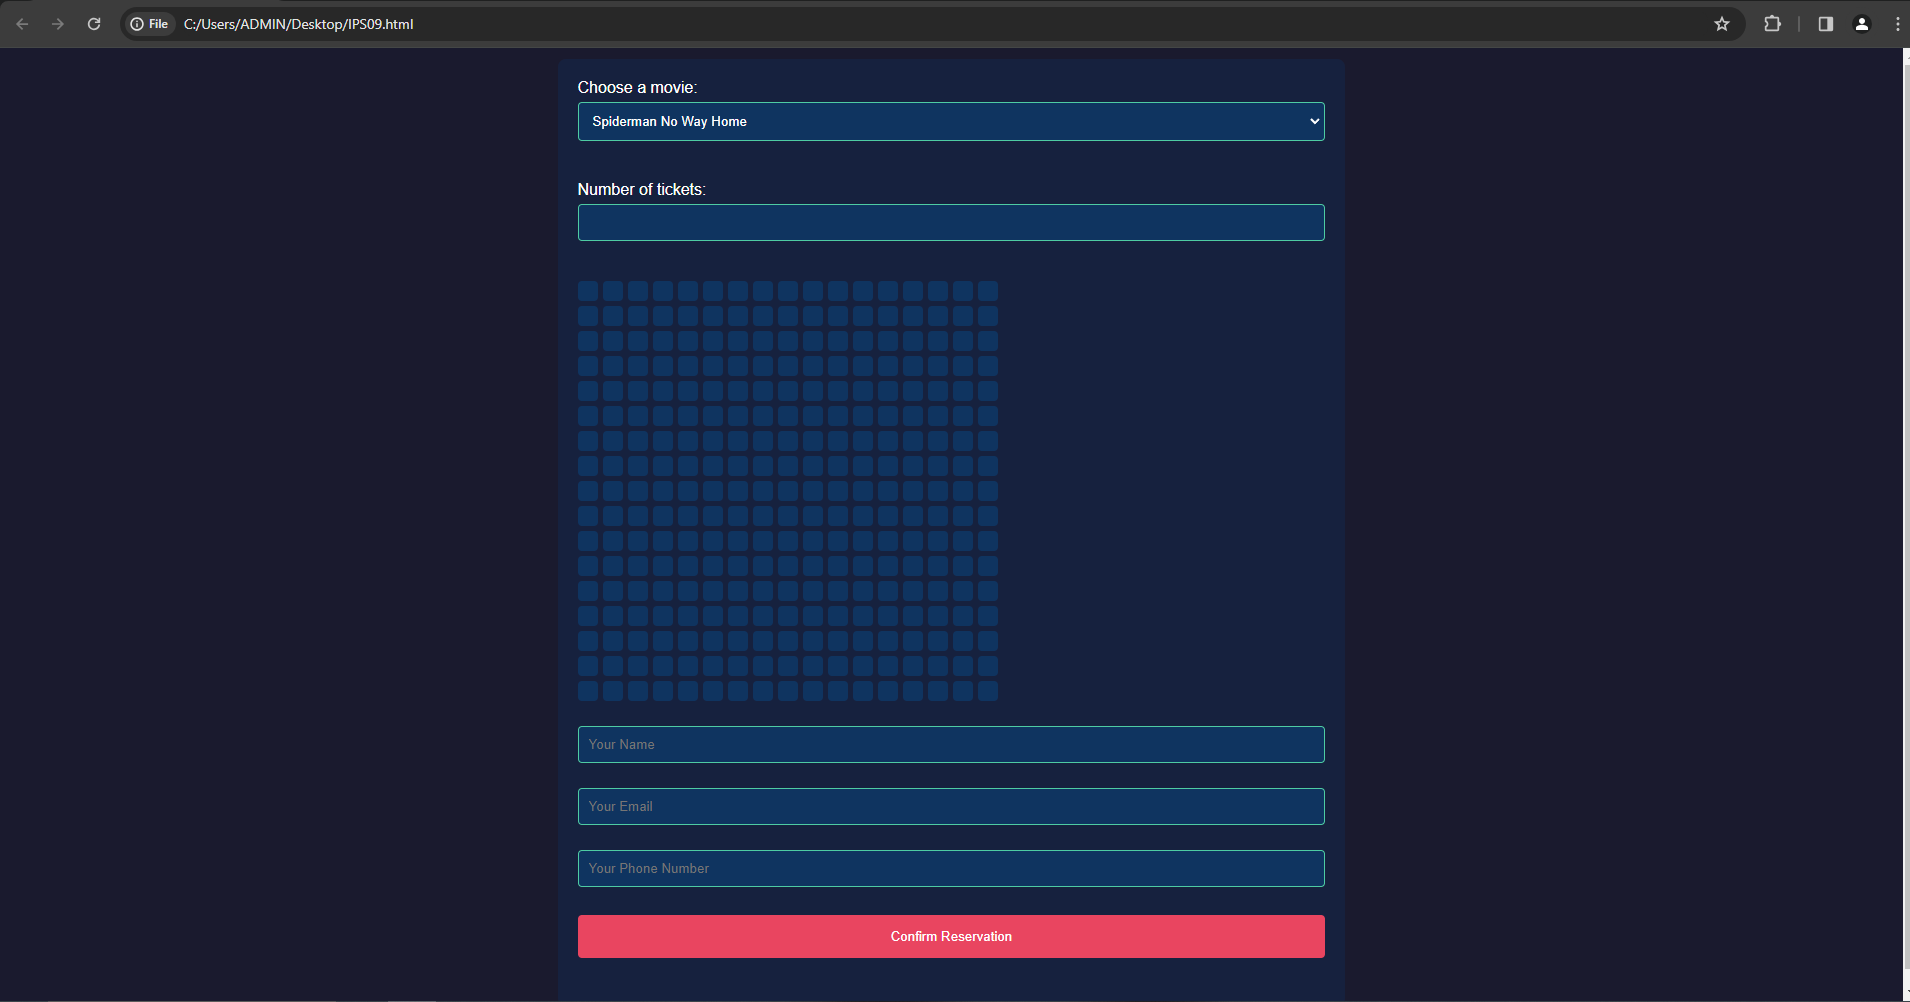 File C:/Users/ADMIN/Desktop/IPS09.html
Choose a movie:
Spiderman No Way Home
Number of tickets:
Your Name
Your Email
Your Phone Number
Confirm Reservation